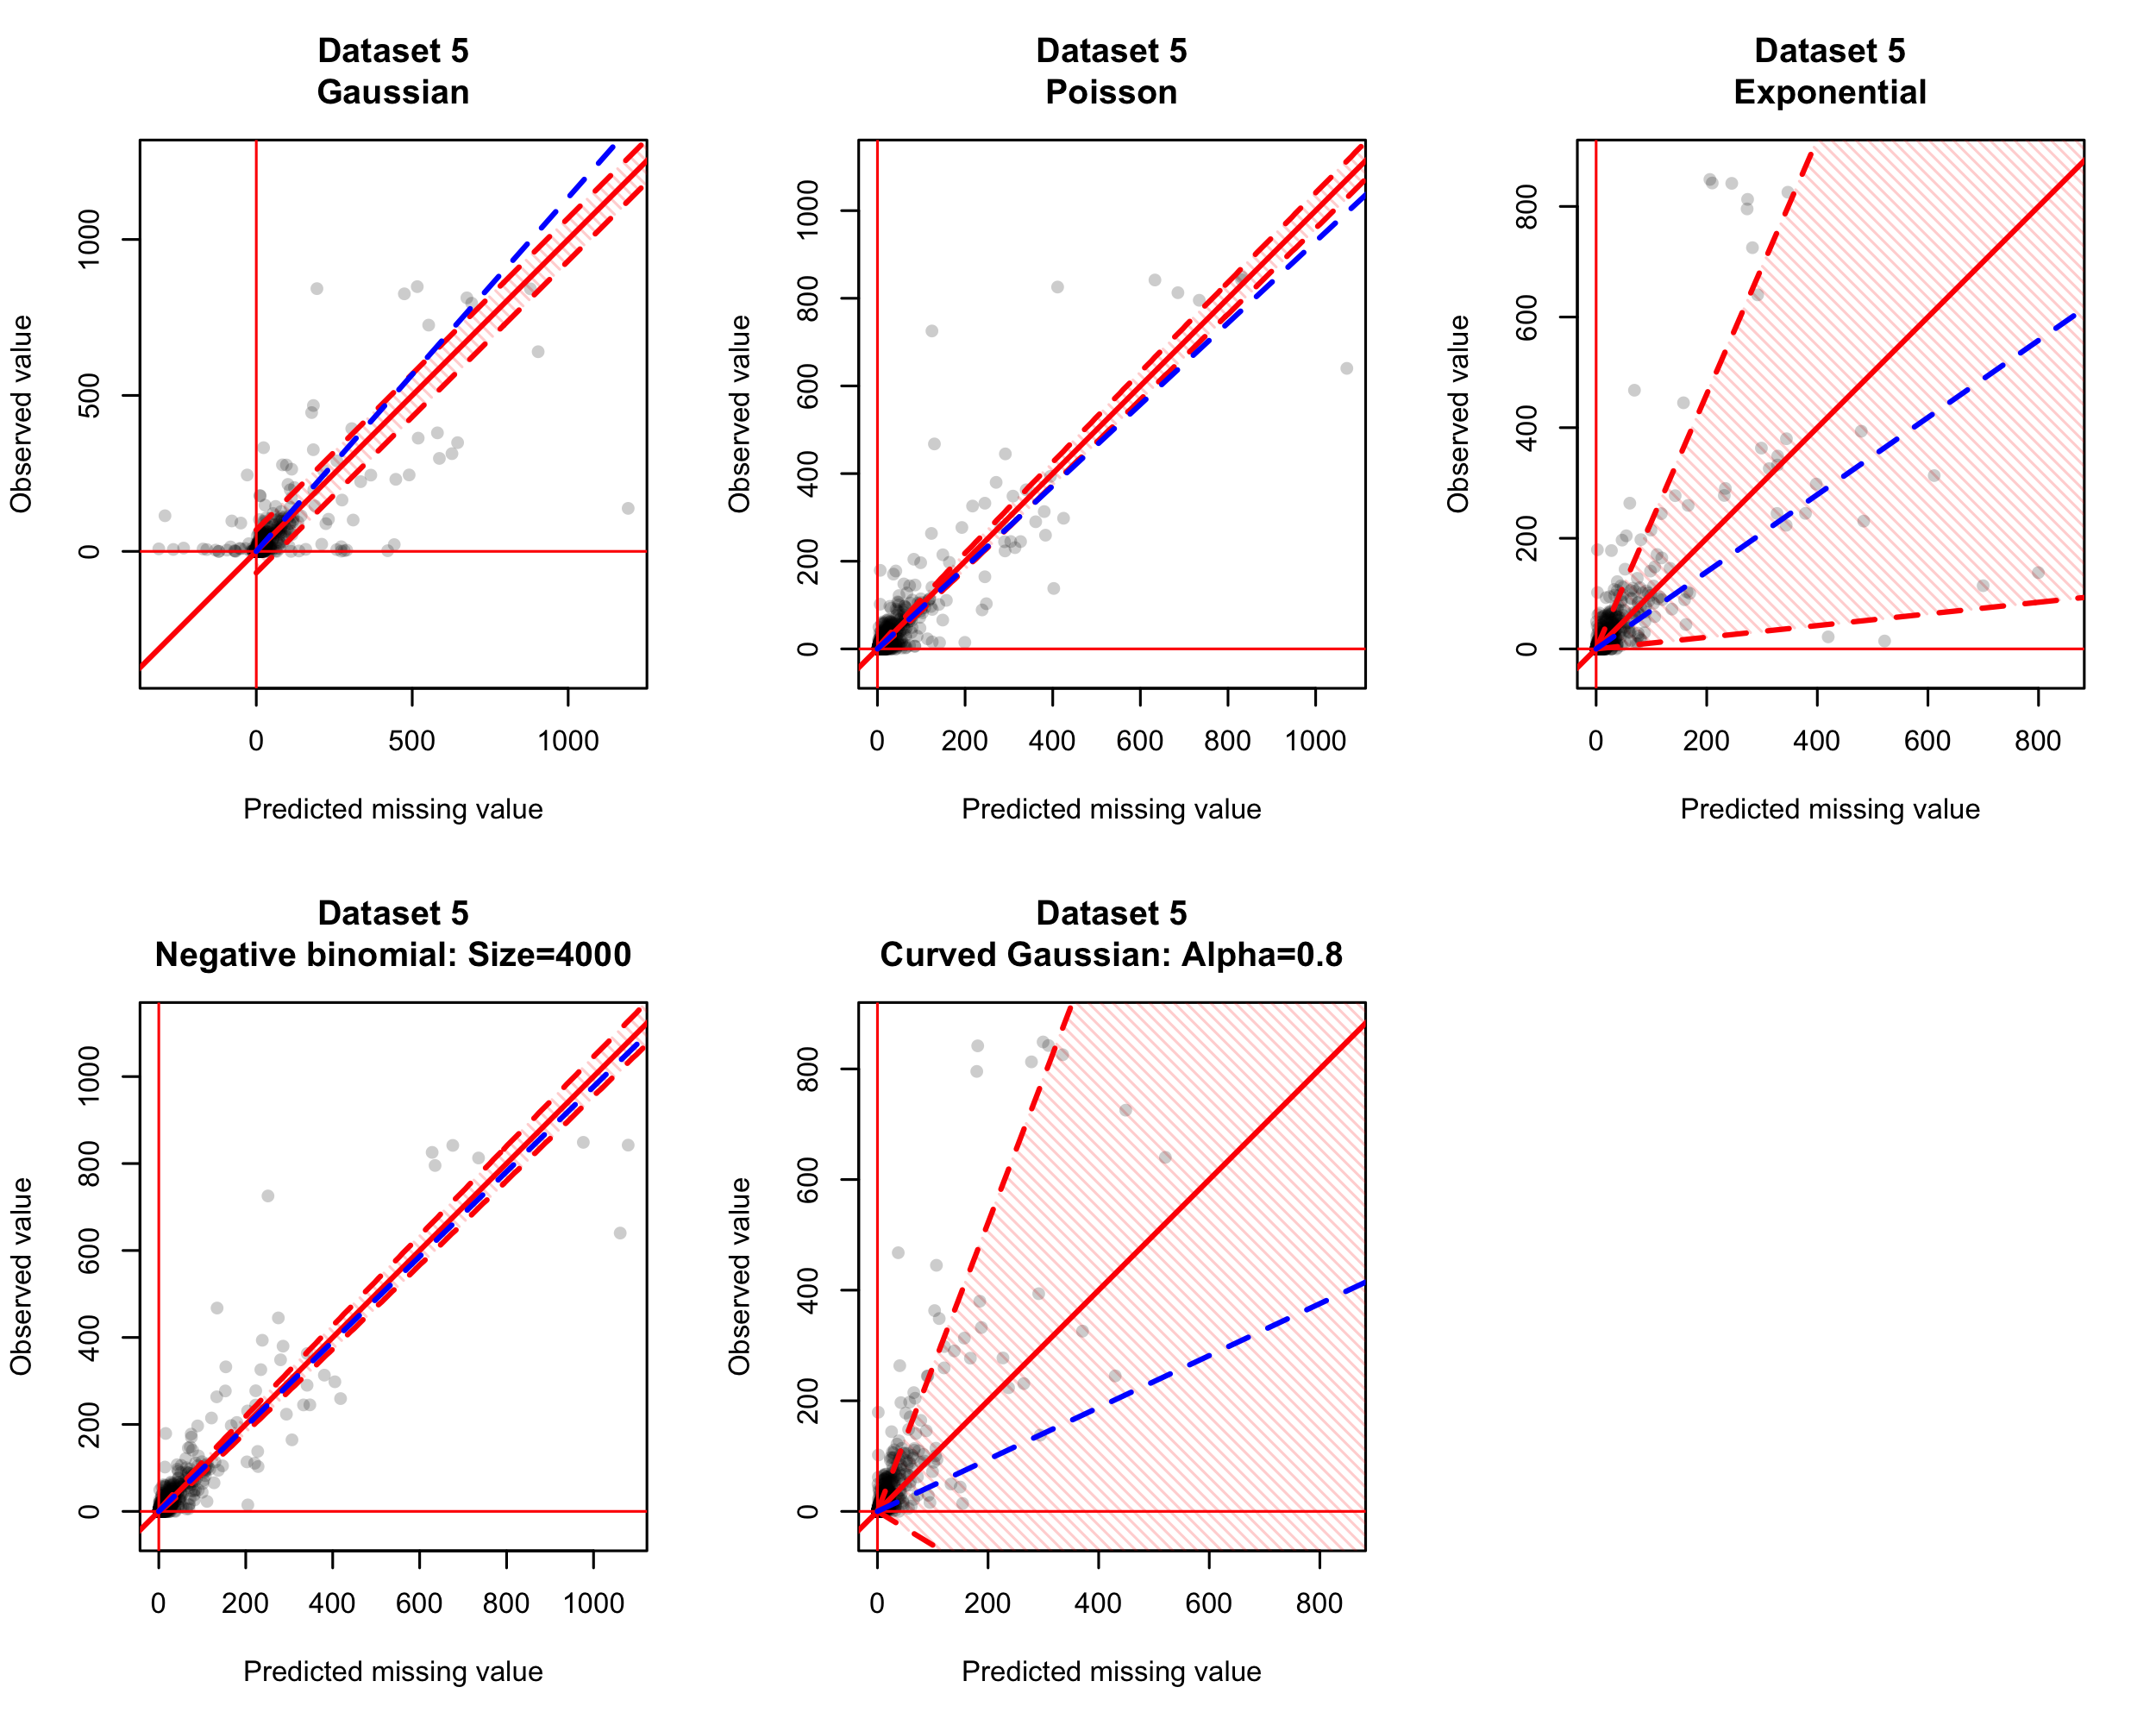 Dataset 5
Gaussian
Observed value
0 500 1000
0 500 1000
Predicted missing value
Dataset 5
Poisson
Observed value
0 200 400 600 800 1000
0 200 400 600 800 1000
Predicted missing value
Dataset 5
Exponential
Observed value
0 200 400 600 800
0 200 400 600 800
Predicted missing value
Dataset 5
Negative binomial: Size=4000
Observed value
0 200 400 600 800 1000
0 200 400 600 800 1000
Predicted missing value
Dataset 5
Curved Gaussian: Alpha=0.8
Observed value
0 200 400 600 800
0 200 400 600 800
Predicted missing value